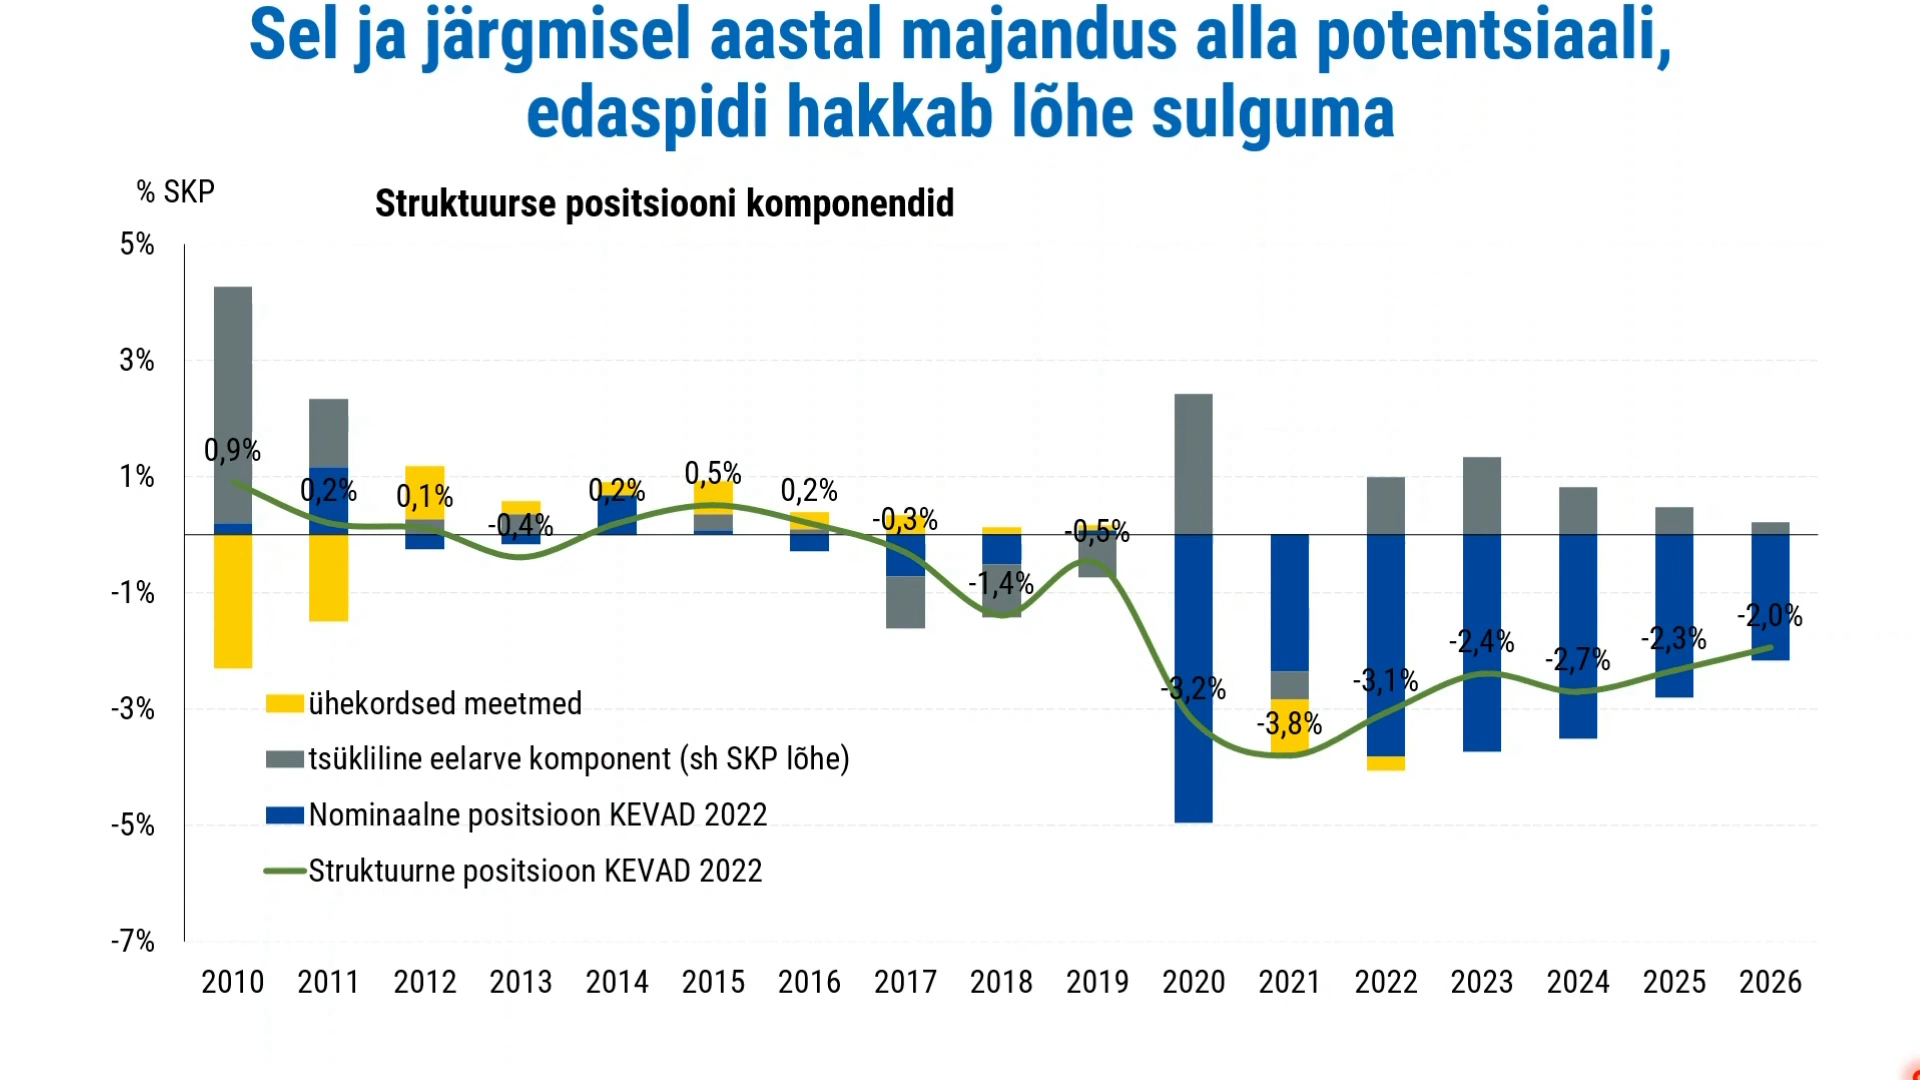 Sel ja järgmisel aastal majandus alla potentsiaali,
edaspidi hakkab lõhe sulguma
% SKP
Struktuurse positsiooni komponendid
5%
3%
1%
-1%
-3%
-5%
-7%
0,9%
0,2%
0,1%
-0,4%
0,2%
0,5%
0,2%
-0,3%
-1,4%
-0,5%
-3,2%
-3,8%
-3,1%
-2,4%
-2,7%
-2,3%
-2,0%
ühekordsed meetmed
tsükliline eelarve komponent (sh SKP lõhe)
Nominaalne positsioon KEVAD 2022
Struktuurne positsioon KEVAD 2022
2010 2011 2012 2013 2014 2015 2016 2017 2018 2019 2020 2021 2022 2023 2024 2025 2026